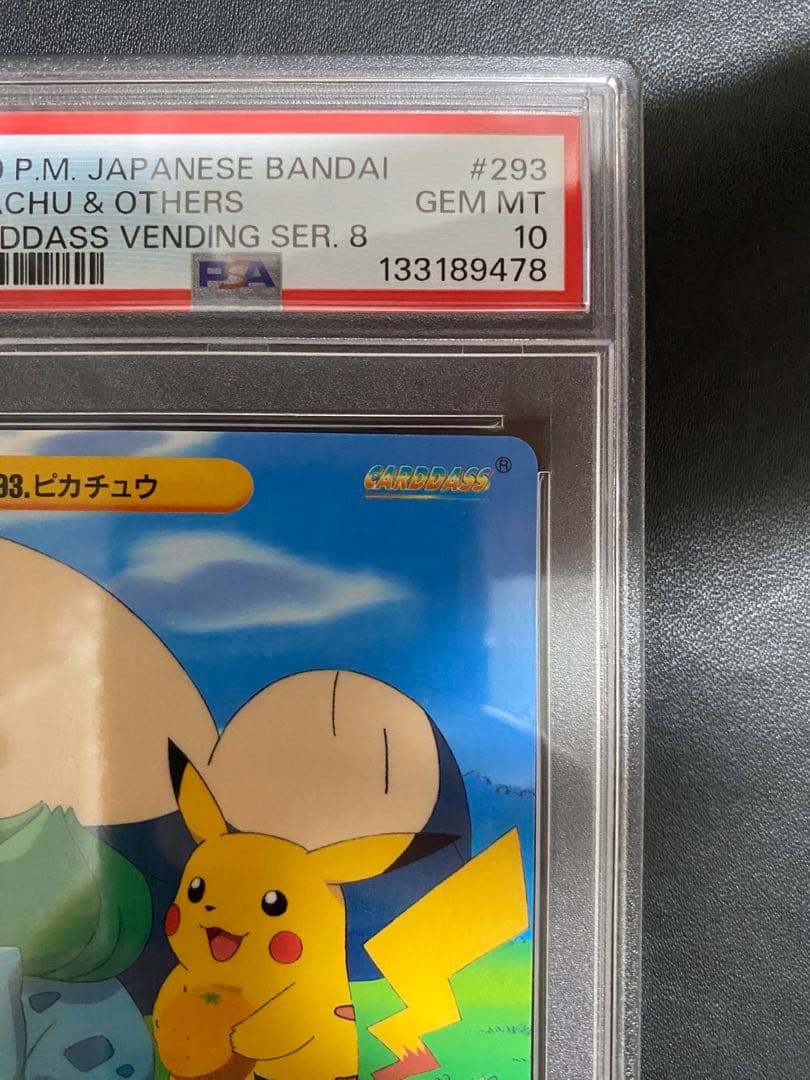 P.M. JAPANESE BANDAI #293
ACHU & OTHERS GEM MT
DDASS VENDING SER. 8 10
PSA 133189478
93.ピカチュウ CARDDASS®